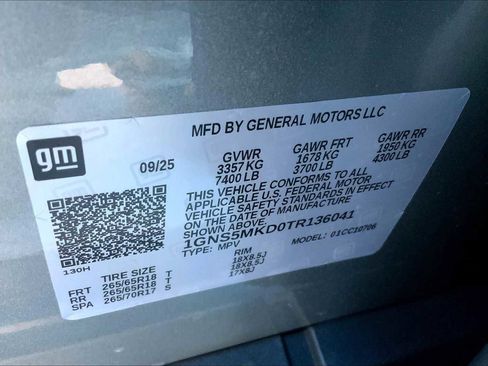 MFD BY GENERAL MOTORS LLC
gm
09/25
GVWR GAWR FRT GAWR RR
3357 KG 1678 KG 1950 KG
7400 LB 3700 LB 4300 LB
THIS VEHICLE CONFORMS TO ALL
APPLICABLE U.S. FEDERAL MOTOR
VEHICLE SAFETY STANDARDS IN EFFECT
ON THE DATE OF MANUFACTURE
SHOWN ABOVE.
1GNS5MKD0TR136041
TYPE: MPV MODEL: 01CC10706
130H
TIRE SIZE RIM
FRT 265/65R18 T 18X8.5J
RR 265/65R18 T 18X8.5J
SPA 265/70R17 S 17X8J